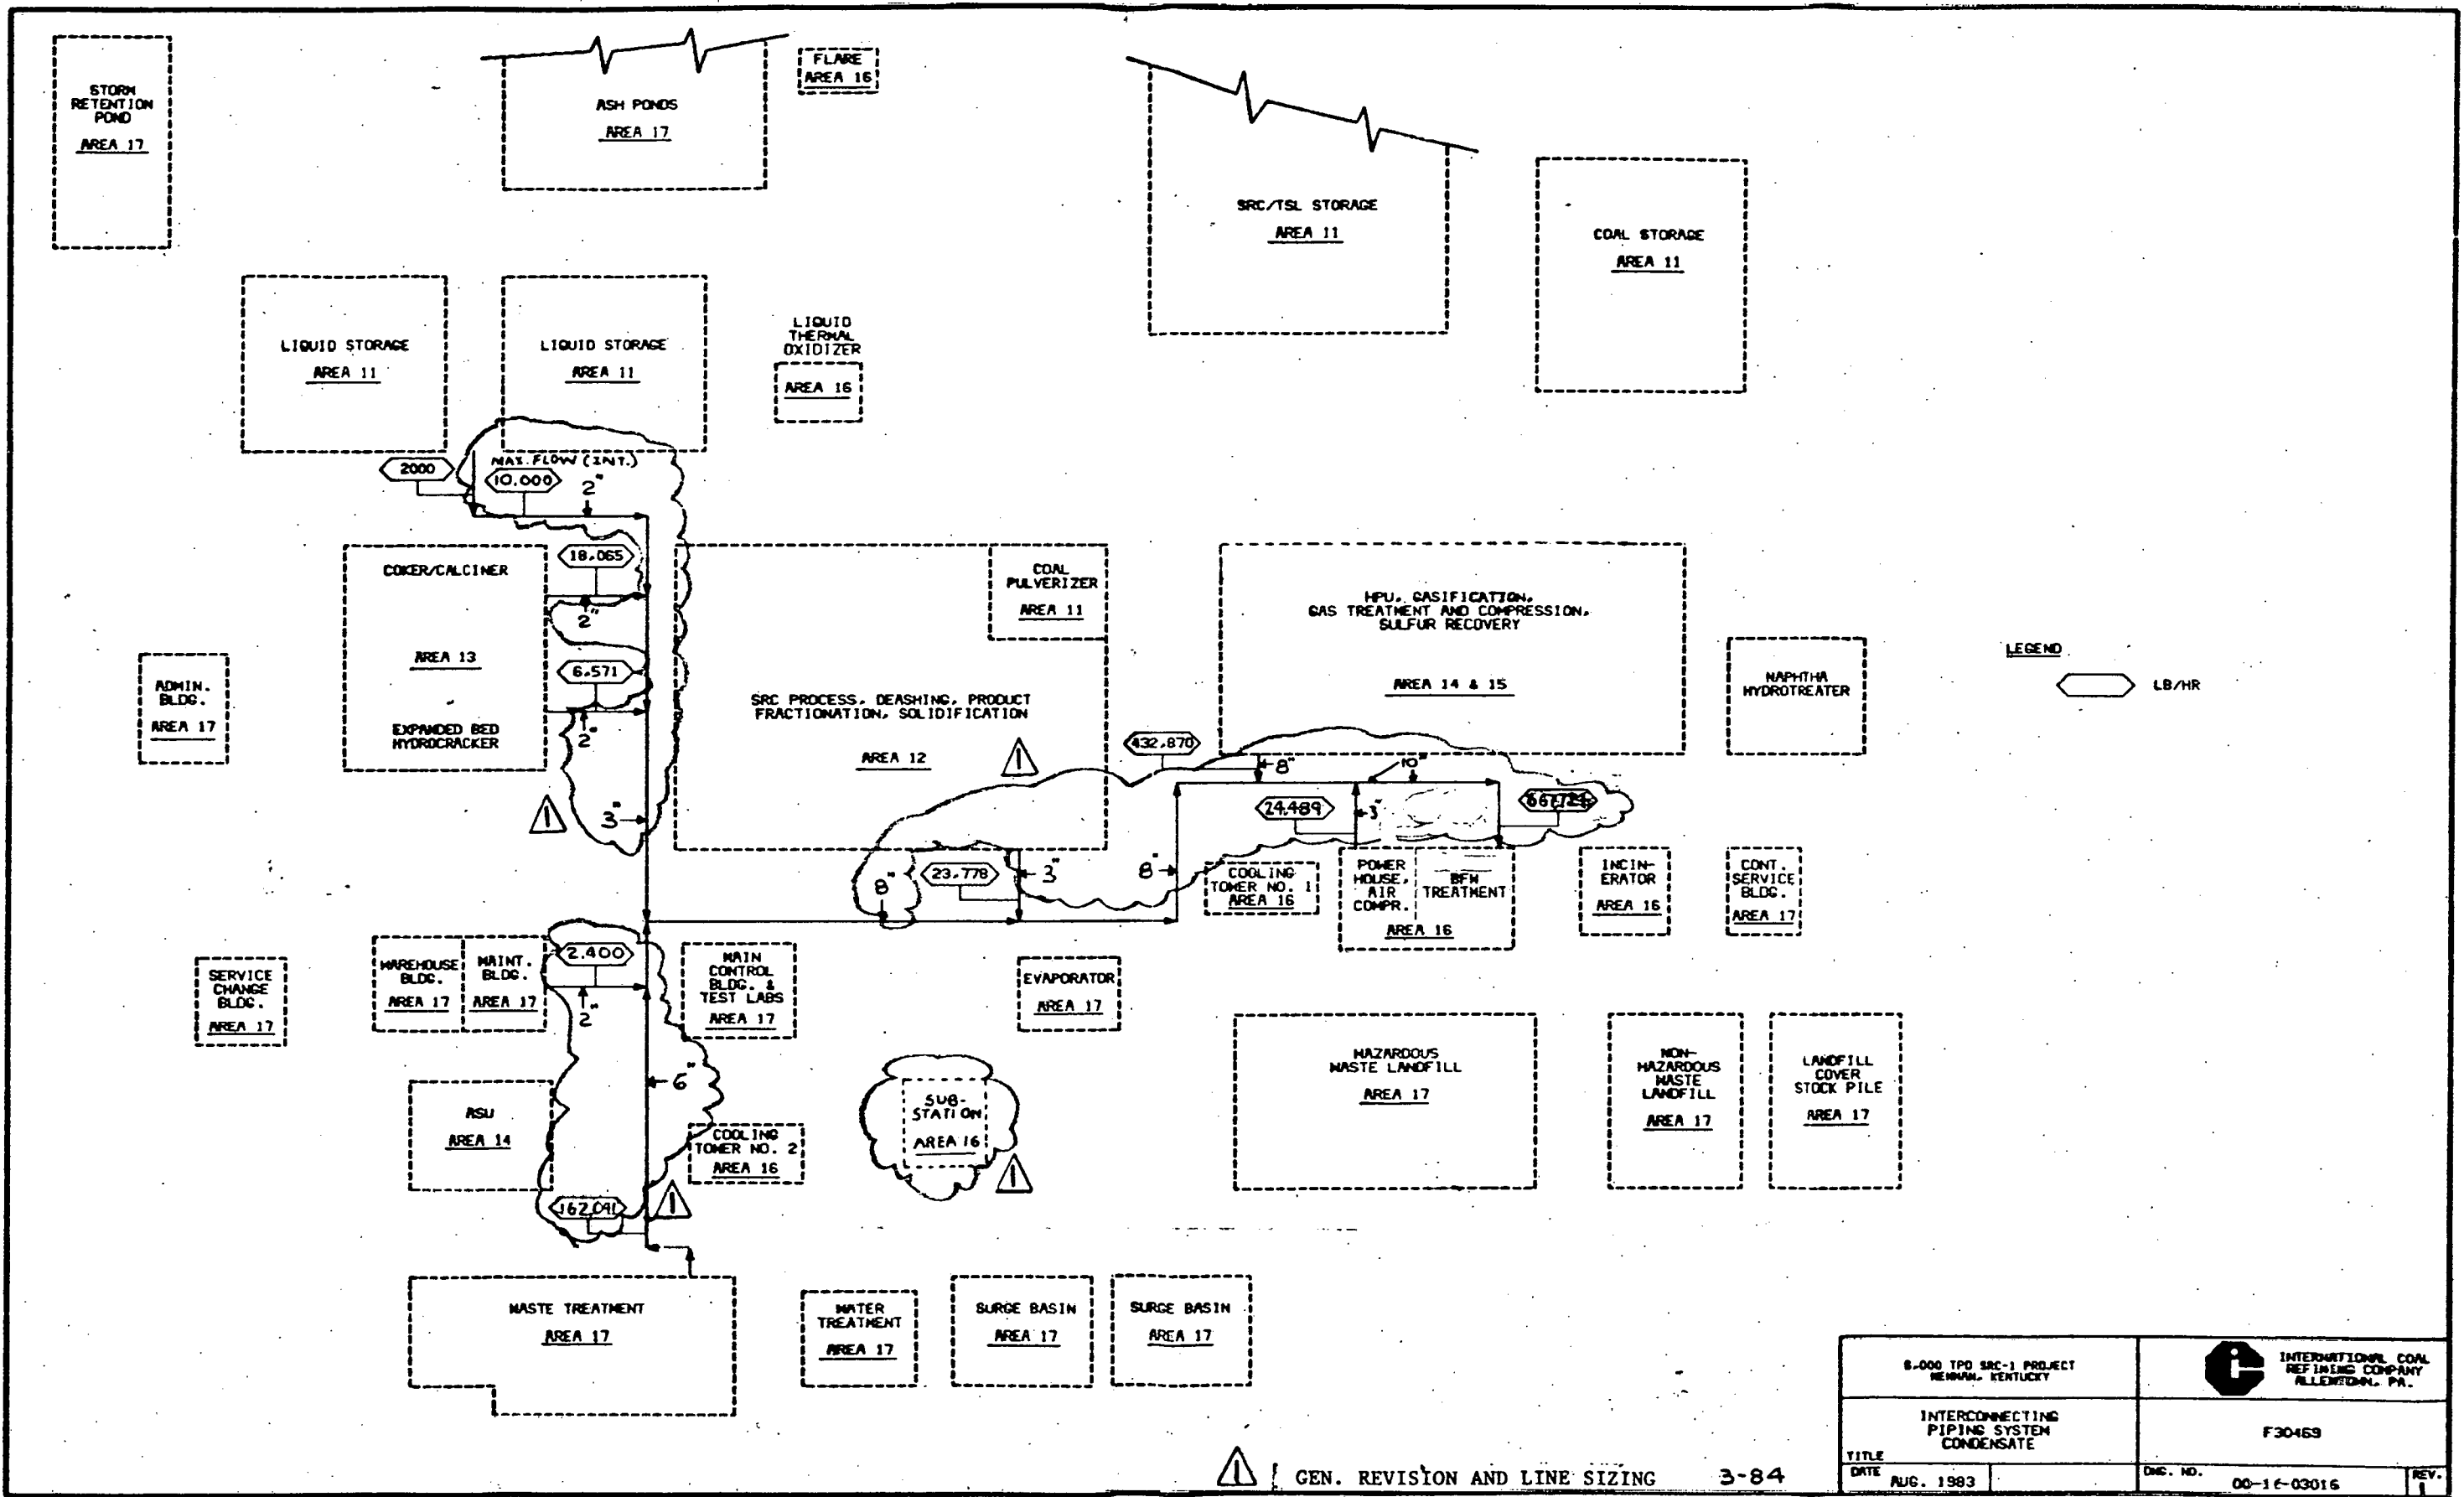 STORM
RETENTION
POND
AREA 17
ASH PONDS
AREA 17
FLARE
AREA 16
SRC/TSL STORAGE
AREA 11
COAL STORAGE
AREA 11
LIQUID STORAGE
AREA 11
LIQUID STORAGE
AREA 11
LIQUID
THERMAL
OXIDIZER
AREA 16
2000
MAX. FLOW (INT.)
10,000
2"
18,065
2"
6,571
2"
3"
COKER/CALCINER
AREA 13
EXPANDED BED
HYDROCRACKER
ADMIN.
BLDG.
AREA 17
COAL
PULVERIZER
AREA 11
SRC PROCESS, DEASHING, PRODUCT
FRACTIONATION, SOLIDIFICATION
AREA 12
1
1
HPU, GASIFICATION,
GAS TREATMENT AND COMPRESSION,
SULFUR RECOVERY
AREA 14 & 15
NAPHTHA
HYDROTREATER
LEGEND
LB/HR
432,870
8"
10"
24,489
3"
8"
23,778
3"
8"
COOLING
TOWER NO. 1
AREA 16
POWER
HOUSE,
AIR
COMPR.
BFW
TREATMENT
AREA 16
INCIN-
ERATOR
AREA 16
CONT.
SERVICE
BLDG.
AREA 17
SERVICE
CHANGE
BLDG.
AREA 17
WAREHOUSE
BLDG.
AREA 17
MAINT.
BLDG.
AREA 17
2,400
2"
MAIN
CONTROL
BLDG. &
TEST LABS
AREA 17
EVAPORATOR
AREA 17
6"
ASU
AREA 14
COOLING
TOWER NO. 2
AREA 16
SUB-
STATION
AREA 16
1
HAZARDOUS
WASTE LANDFILL
AREA 17
NON-
HAZARDOUS
WASTE
LANDFILL
AREA 17
LANDFILL
COVER
STOCK PILE
AREA 17
162,091
1
WASTE TREATMENT
AREA 17
WATER
TREATMENT
AREA 17
SURGE BASIN
AREA 17
SURGE BASIN
AREA 17
1 GEN. REVISION AND LINE SIZING 3-84
6,000 TPD SRC-1 PROJECT
NEWMAN, KENTUCKY
INTERNATIONAL COAL
REFINING COMPANY
ALLENTOWN, PA.
INTERCONNECTING
PIPING SYSTEM
CONDENSATE
TITLE
F30469
DATE AUG. 1983
DWG. NO. 00-16-03016
REV. 1